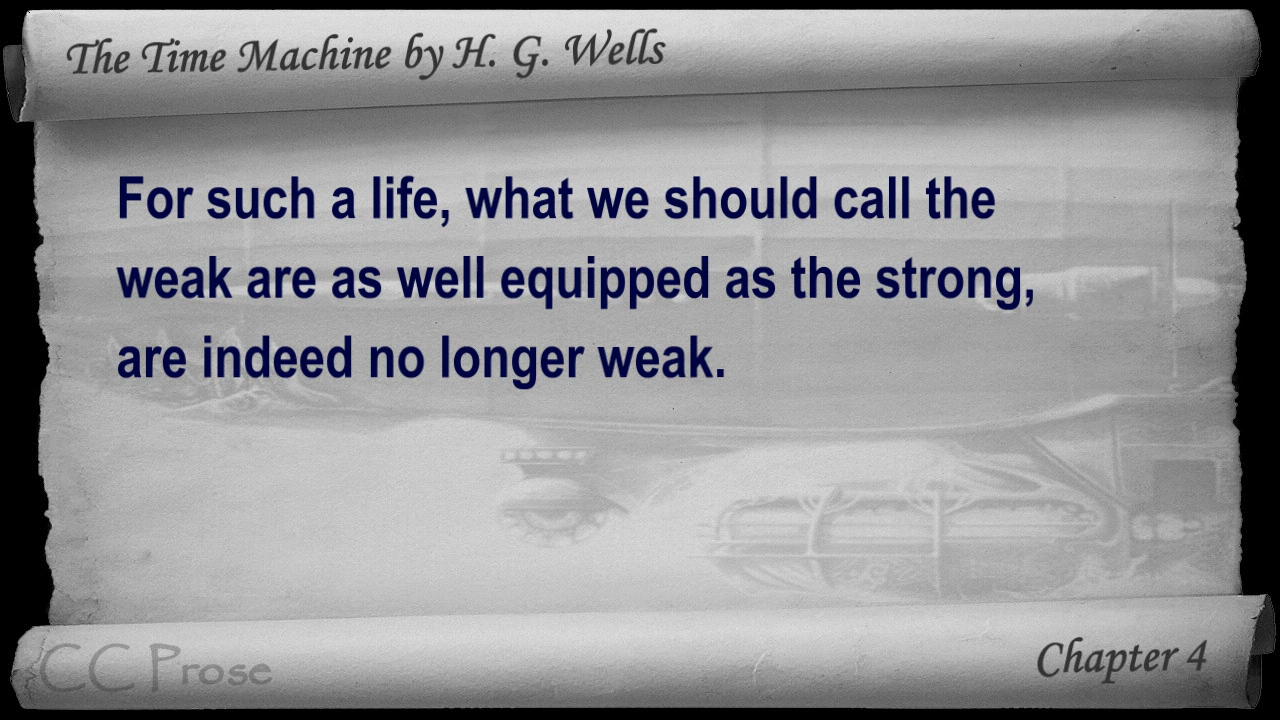 The Time Machine by H. G. Wells
For such a life, what we should call the
weak are as well equipped as the strong,
are indeed no longer weak.
CC Prose
Chapter 4